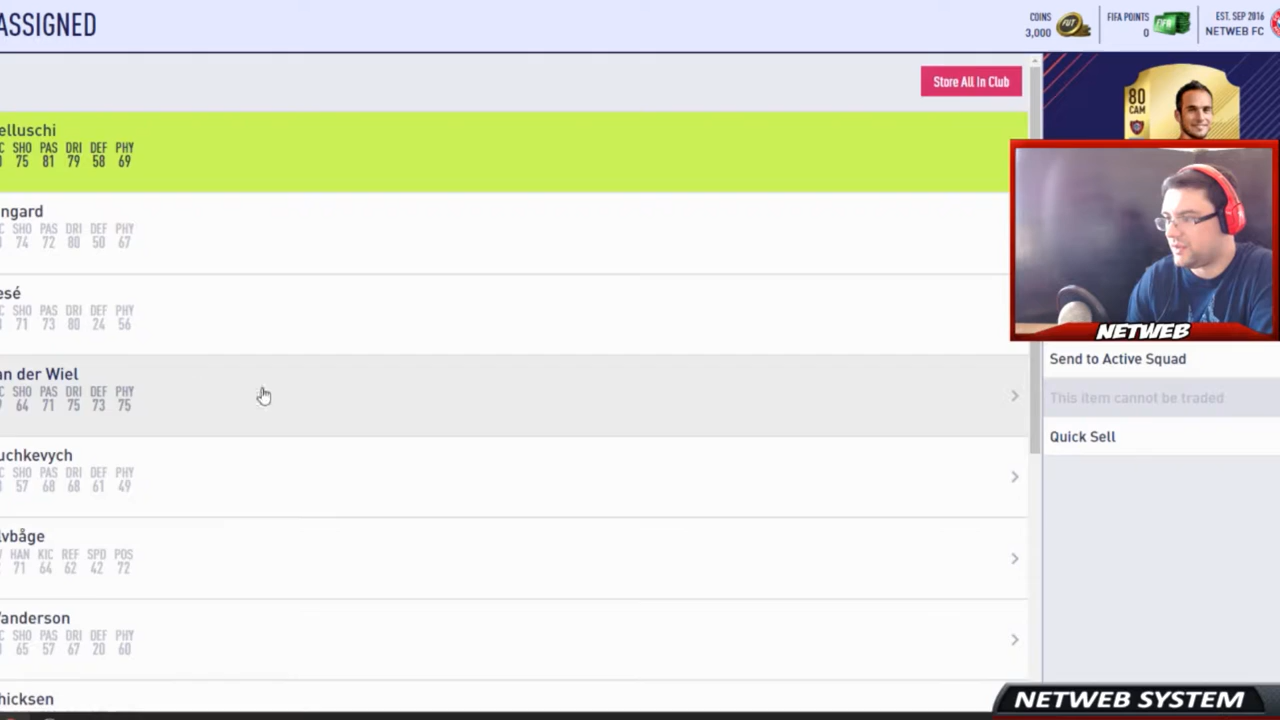 ASSIGNED
COINS
3,000
FUT
FIFA POINTS
0
FIFA
EST. SEP 2016
NETWEB FC
Store All In Club
80
CAM
elluschi
C SHO PAS DRI DEF PHY
75 81 79 58 69
ngard
C SHO PAS DRI DEF PHY
74 72 80 50 67
esé
C SHO PAS DRI DEF PHY
71 73 80 24 56
an der Wiel
C SHO PAS DRI DEF PHY
64 71 75 73 75
uchkevych
C SHO PAS DRI DEF PHY
57 68 68 61 49
lvbåge
HAN KIC REF SPD POS
71 64 62 42 72
anderson
C SHO PAS DRI DEF PHY
65 57 67 20 60
hicksen
NETWEB
Send to Active Squad
This item cannot be traded
Quick Sell
NETWEB SYSTEM